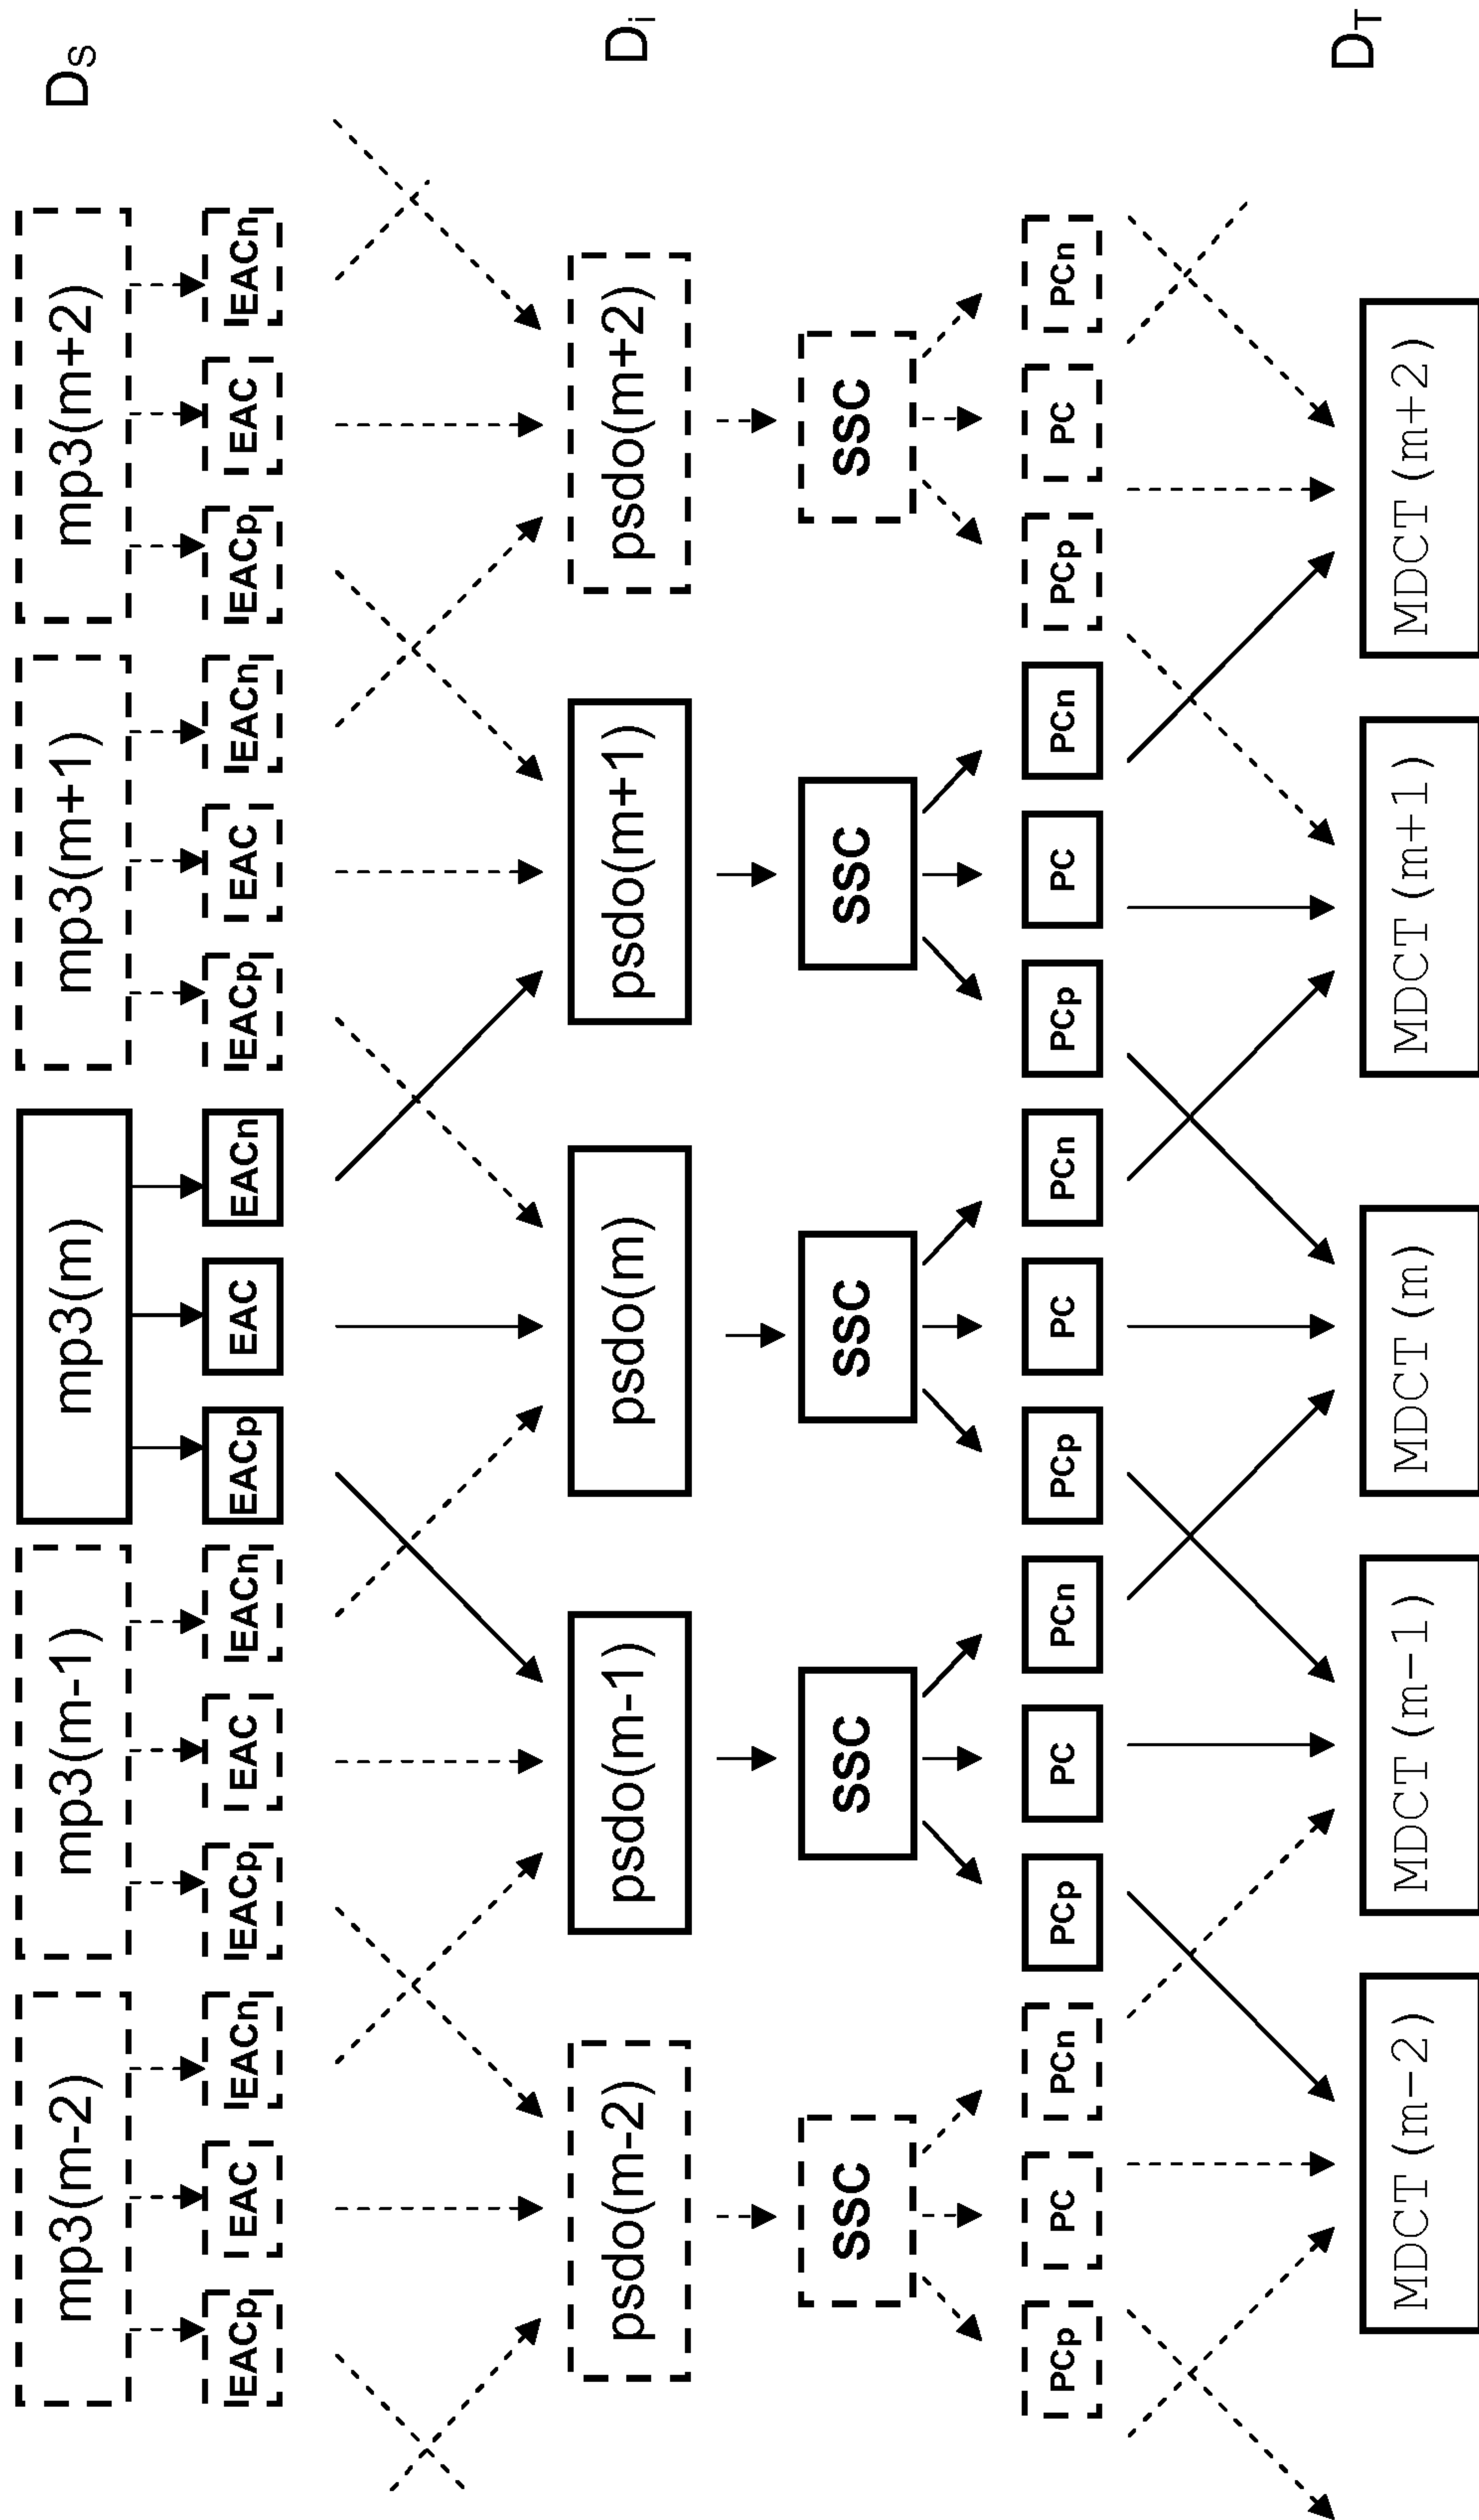 mp3(m-2) mp3(m-1) mp3(m) mp3(m+1) mp3(m+2) DS
EACp EAC EACn EACp EAC EACn EACp EAC EACn EACp EAC EACn EACp EAC EACn
psdo(m-2) psdo(m-1) psdo(m) psdo(m+1) psdo(m+2) Di
SSC SSC SSC SSC SSC
PCp PC PCn PCp PC PCn PCp PC PCn PCp PC PCn PCp PC PCn
MDCT (m-2) MDCT (m-1) MDCT (m) MDCT (m+1) MDCT (m+2) DT